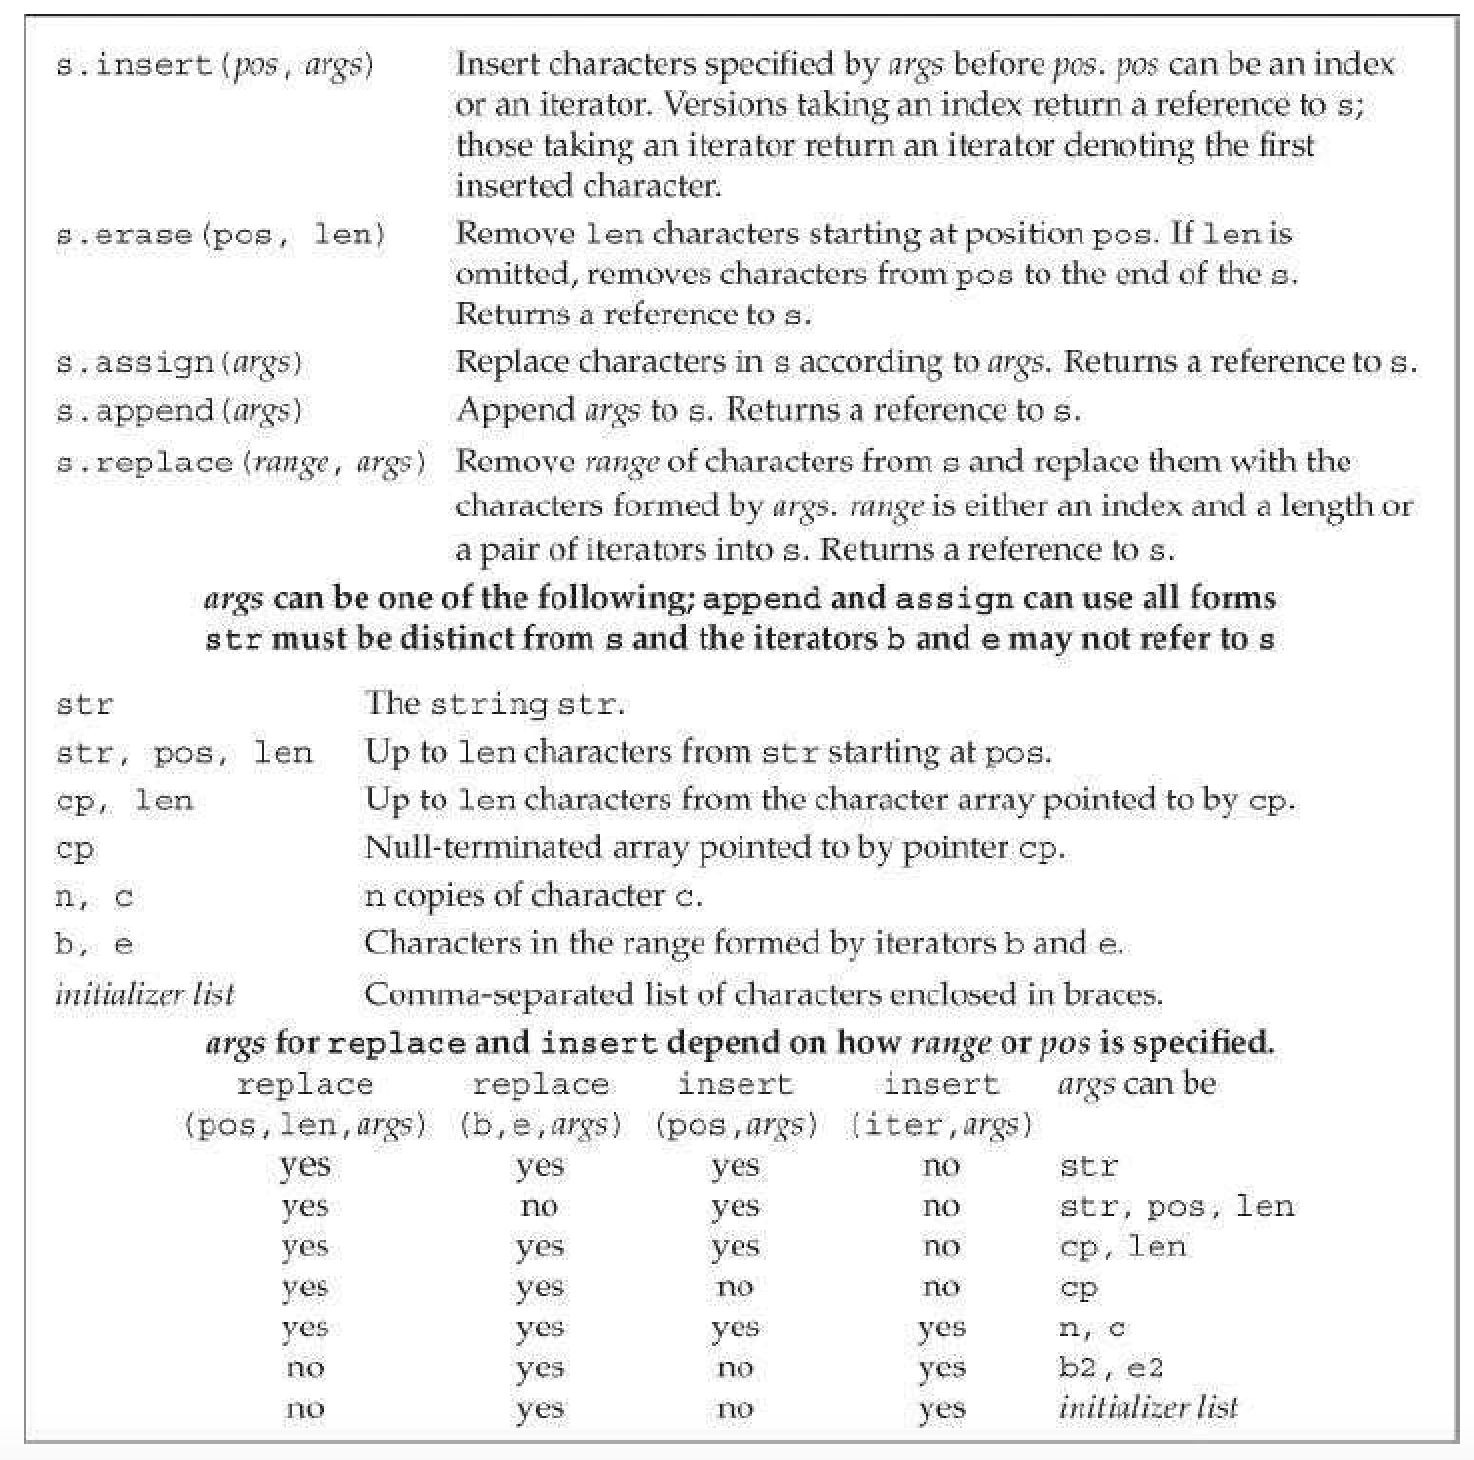 s.insert(pos, args) Insert characters specified by args before pos. pos can be an index
or an iterator. Versions taking an index return a reference to s;
those taking an iterator return an iterator denoting the first
inserted character.
s.erase(pos, len) Remove len characters starting at position pos. If len is
omitted, removes characters from pos to the end of the s.
Returns a reference to s.
s.assign(args) Replace characters in s according to args. Returns a reference to s.
s.append(args) Append args to s. Returns a reference to s.
s.replace(range, args) Remove range of characters from s and replace them with the
characters formed by args. range is either an index and a length or
a pair of iterators into s. Returns a reference to s.
args can be one of the following; append and assign can use all forms
str must be distinct from s and the iterators b and e may not refer to s
str The string str.
str, pos, len Up to len characters from str starting at pos.
cp, len Up to len characters from the character array pointed to by cp.
cp Null-terminated array pointed to by pointer cp.
n, c n copies of character c.
b, e Characters in the range formed by iterators b and e.
initializer list Comma-separated list of characters enclosed in braces.
args for replace and insert depend on how range or pos is specified.
replace replace insert insert args can be
(pos,len,args) (b,e,args) (pos,args) (iter,args)
yes yes yes no str
yes no yes no str, pos, len
yes yes yes no cp, len
yes yes no no cp
yes yes yes yes n, c
no yes no yes b2, e2
no yes no yes initializer list